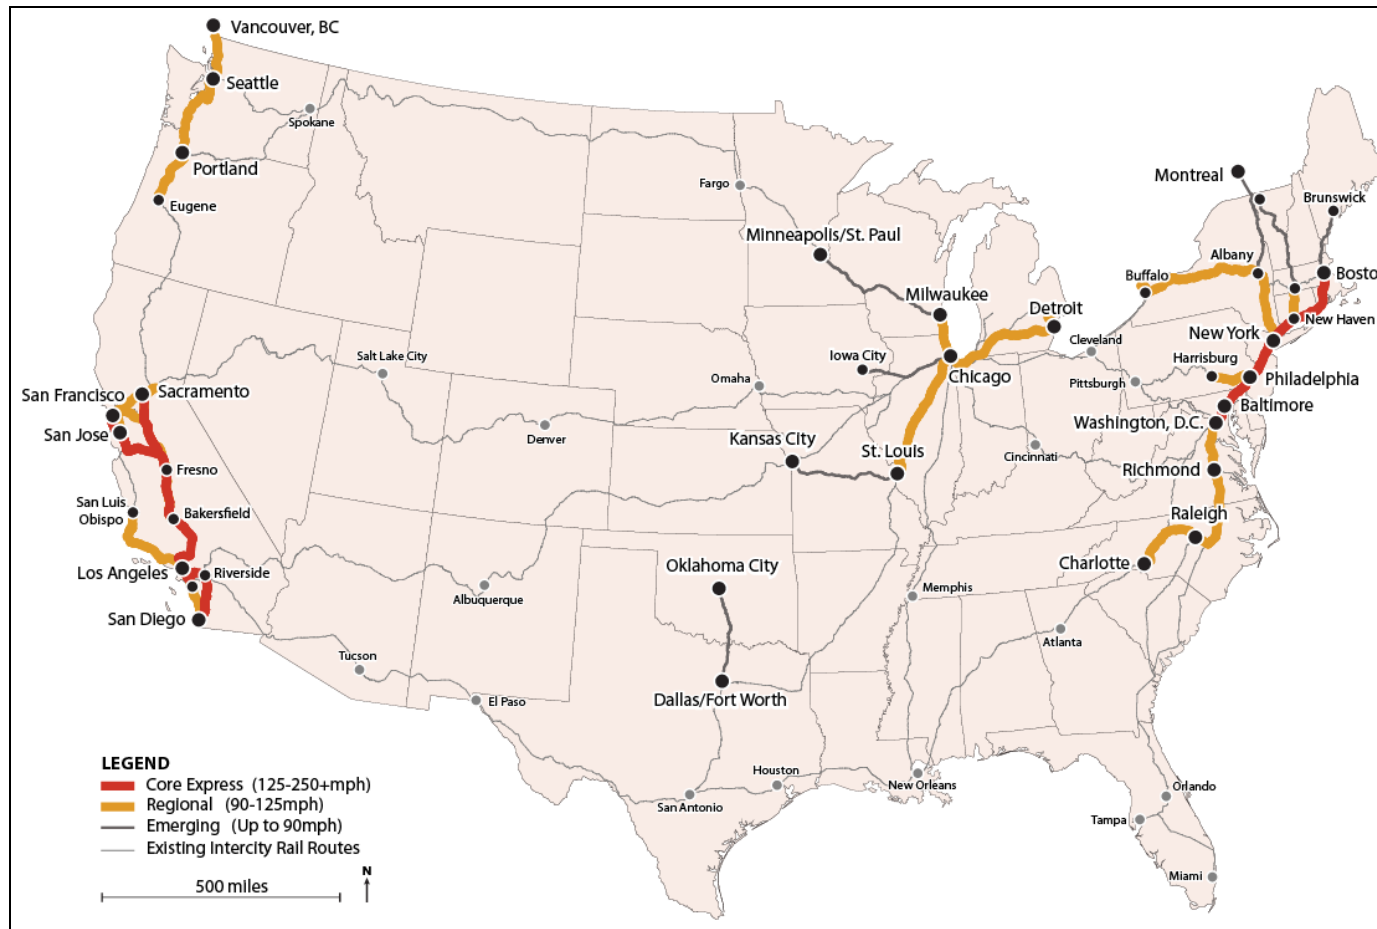 Vancouver, BC
Seattle
Spokane
Portland
Eugene
Fargo
Montreal
Brunswick
Minneapolis/St. Paul
Albany
Buffalo
Bosto
Milwaukee
Detroit
New Haven
New York
Cleveland
Harrisburg
Salt Lake City
Iowa City
Chicago
Omaha
Pittsburgh
Philadelphia
San Francisco
Sacramento
Baltimore
San Jose
Washington, D.C.
Denver
Kansas City
St. Louis
Cincinnati
Fresno
Richmond
San Luis
Obispo
Bakersfield
Raleigh
Los Angeles
Riverside
Oklahoma City
Charlotte
Albuquerque
Memphis
San Diego
Atlanta
Tucson
El Paso
Dallas/Fort Worth
Houston
New Orleans
San Antonio
Orlando
Tampa
Miami
LEGEND
Core Express (125-250+mph)
Regional (90-125mph)
Emerging (Up to 90mph)
Existing Intercity Rail Routes
500 miles
N